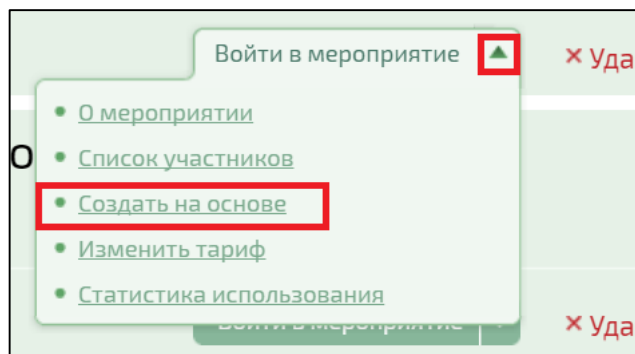 Войти в мероприятие
Уда
О мероприятии
О
Список участников
Создать на основе
Изменить тариф
Статистика использования
Войти в мероприятие
Уда